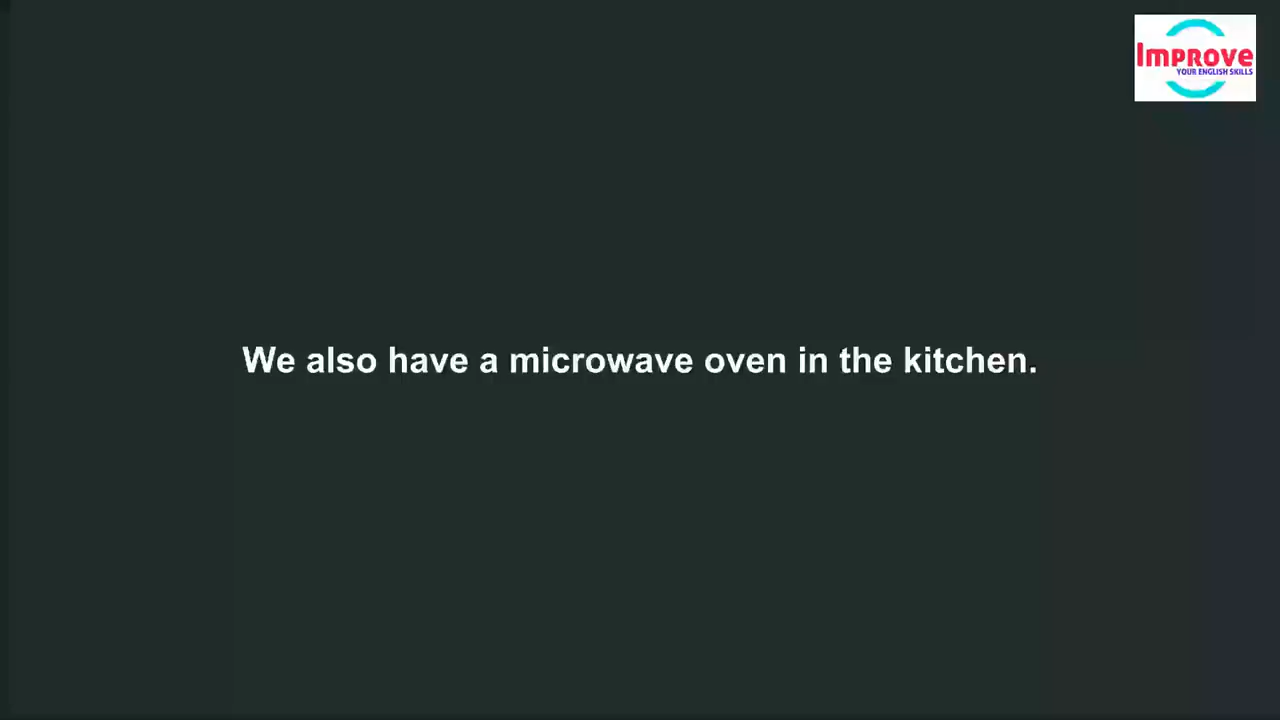 Improve
YOUR ENGLISH SKILLS
We also have a microwave oven in the kitchen.